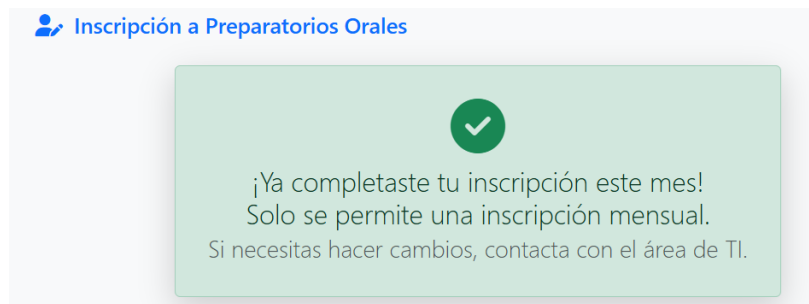 Inscripción a Preparatorios Orales
¡Ya completaste tu inscripción este mes!
Solo se permite una inscripción mensual.
Si necesitas hacer cambios, contacta con el área de TI.